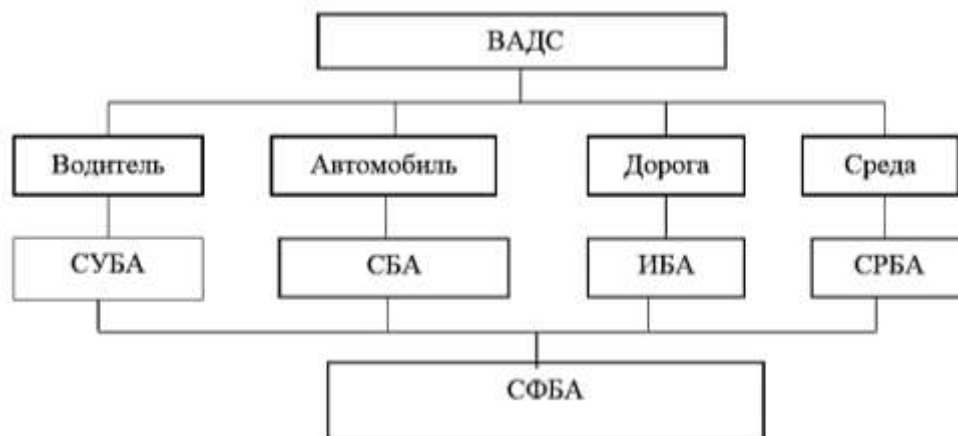 ВАДС
Водитель Автомобиль Дорога Среда
СУБА СБА ИБА СРБА
СФБА